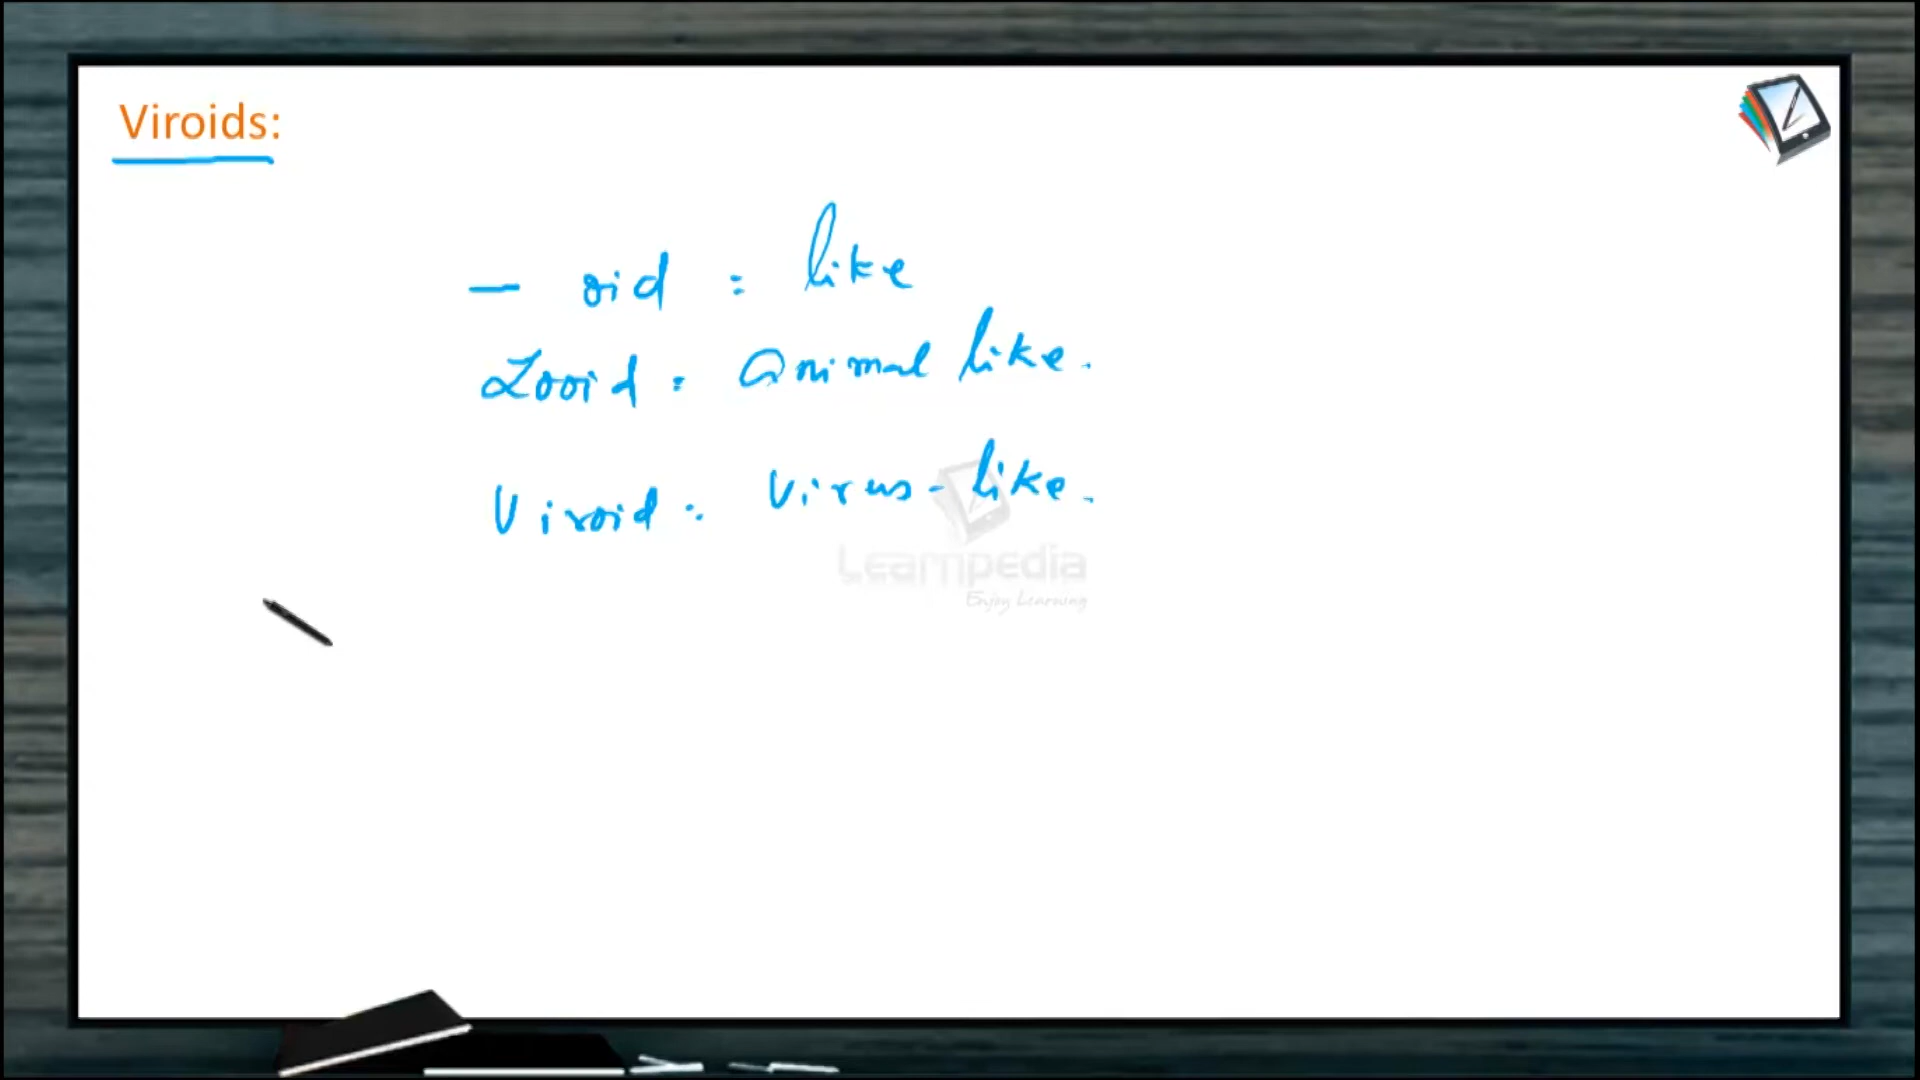 Viroids:
- oid = like
Zooid = Animal like.
Viroid = Virus-like.
Learnpedia
Enjoy Learning